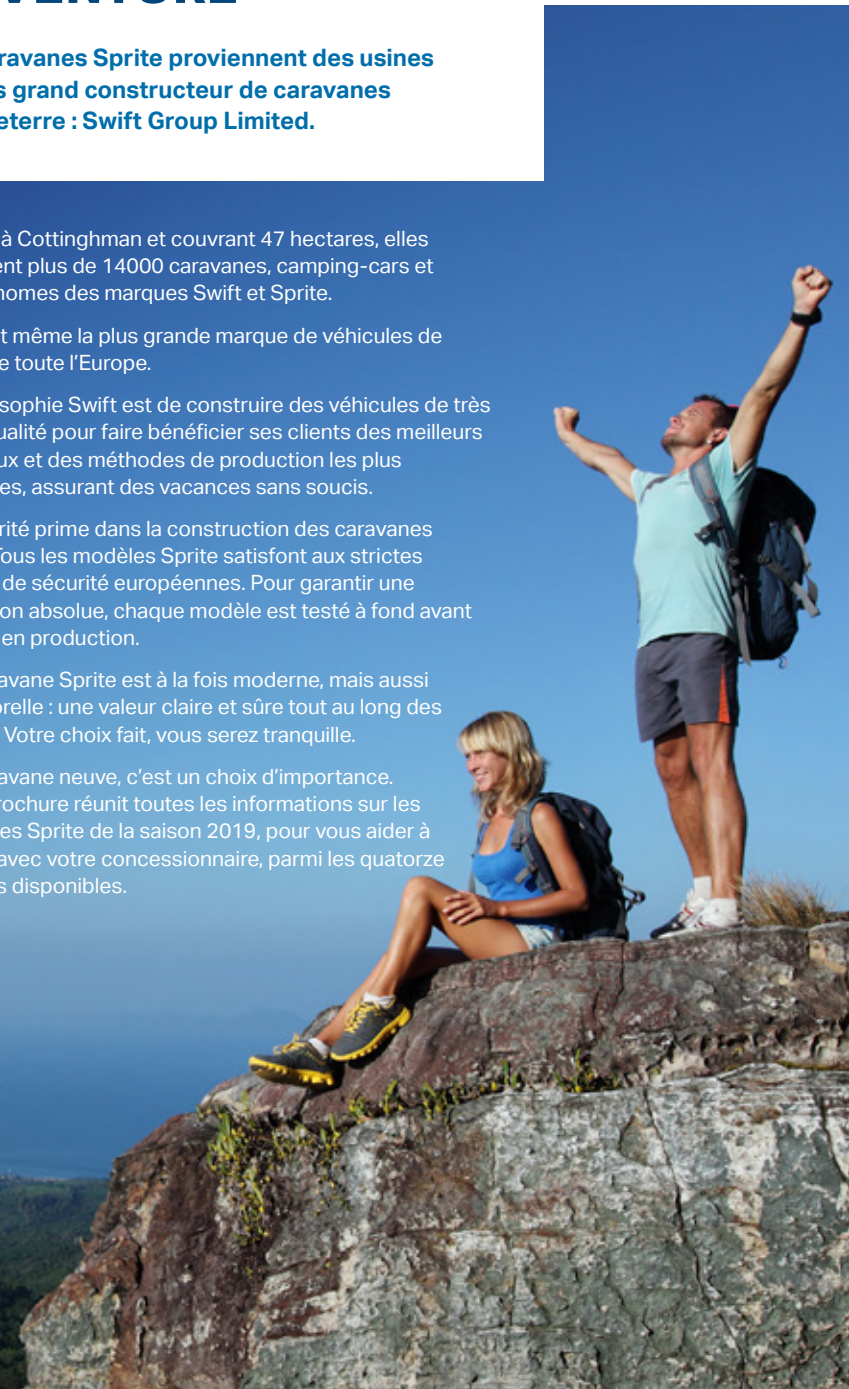 VENTURE
ravanes Sprite proviennent des usines
s grand constructeur de caravanes
eterre : Swift Group Limited.
à Cottinghman et couvrant 47 hectares, elles
ent plus de 14000 caravanes, camping-cars et
homes des marques Swift et Sprite.
t même la plus grande marque de véhicules de
e toute l’Europe.
sophie Swift est de construire des véhicules de très
ualité pour faire bénéficier ses clients des meilleurs
ux et des méthodes de production les plus
es, assurant des vacances sans soucis.
rité prime dans la construction des caravanes
Tous les modèles Sprite satisfont aux strictes
de sécurité européennes. Pour garantir une
on absolue, chaque modèle est testé à fond avant
en production.
avane Sprite est à la fois moderne, mais aussi
orelle : une valeur claire et sûre tout au long des
Votre choix fait, vous serez tranquille.
avane neuve, c’est un choix d’importance.
rochure réunit toutes les informations sur les
es Sprite de la saison 2019, pour vous aider à
avec votre concessionnaire, parmi les quatorze
s disponibles.